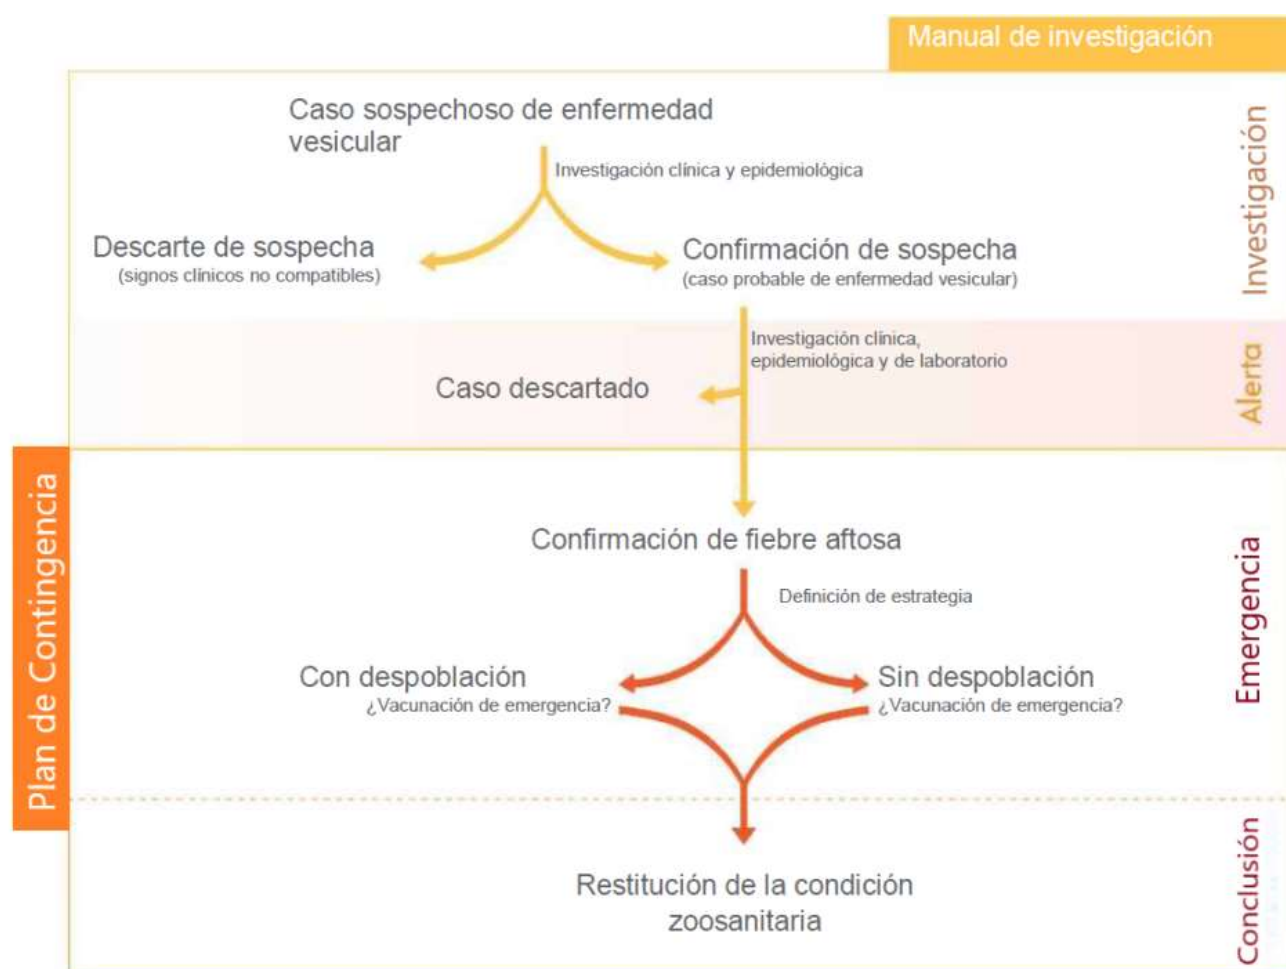 Manual de investigación
Caso sospechoso de enfermedad
vesicular
Investigación clínica y epidemiológica
Descarte de sospecha
(signos clínicos no compatibles)
Confirmación de sospecha
(caso probable de enfermedad vesicular)
Investigación
Investigación clínica,
epidemiológica y de laboratorio
Caso descartado
Alerta
Plan de Contingencia
Confirmación de fiebre aftosa
Definición de estrategia
Con despoblación
¿Vacunación de emergencia?
Sin despoblación
¿Vacunación de emergencia?
Emergencia
Restitución de la condición
zoosanitaria
Conclusión